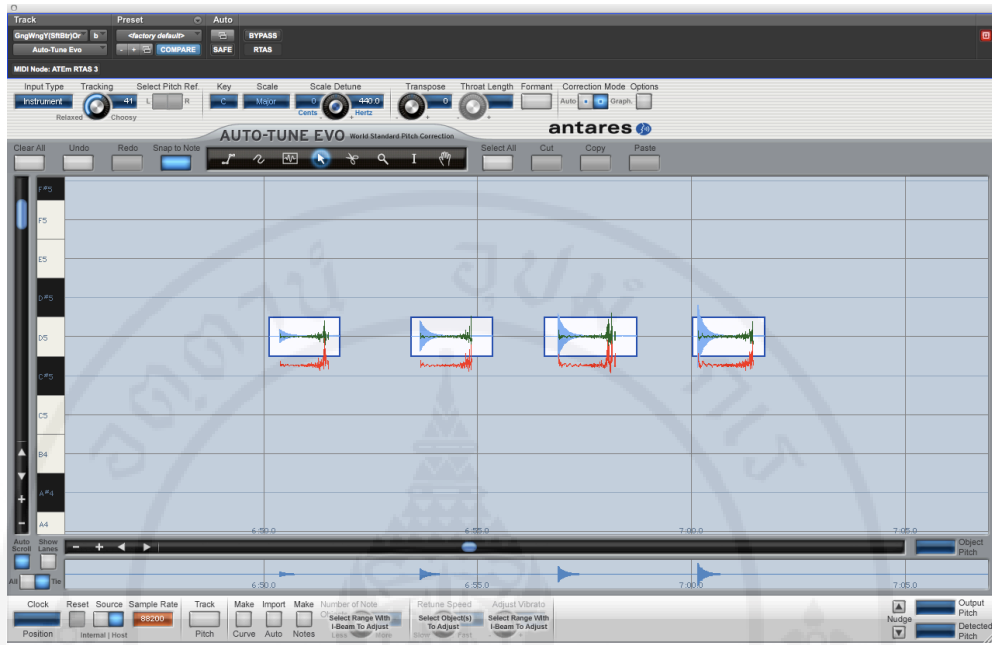 Track Preset Auto
GngWngY(SftBtr)Or b <factory default>
BYPASS
Auto-Tune Evo - + COMPARE SAFE RTAS
MIDI Node: ATEm RTAS 3
Input Type Tracking Select Pitch Ref. Key Scale Scale Detune Transpose Throat Length Formant Correction Mode Options
Instrument 41 L R C Major 0 440.0 0 Auto Graph.
Relaxed Choosy Cents - + Hertz - + - +
AUTO-TUNE EVO World Standard Pitch Correction antares
Clear All Undo Redo Snap to Note Select All Cut Copy Paste
F#5
F5
E5
D#5
D5
C#5
C5
B4
A#4
A4
6:50.0 6:55.0 7:00.0 7:05.0
Auto Scroll Show Lanes - + Object Pitch
All Tie
6:50.0 6:55.0 7:00.0 7:05.0
Clock Reset Source Sample Rate Track Make Import Make Number of Note Retune Speed Adjust Vibrato Output Pitch
88200 Select Range With I-Beam To Adjust Select Object(s) To Adjust Select Range With I-Beam To Adjust Nudge
Position Internal | Host Pitch Curve Auto Notes Less More Slow Fast - + Detected Pitch